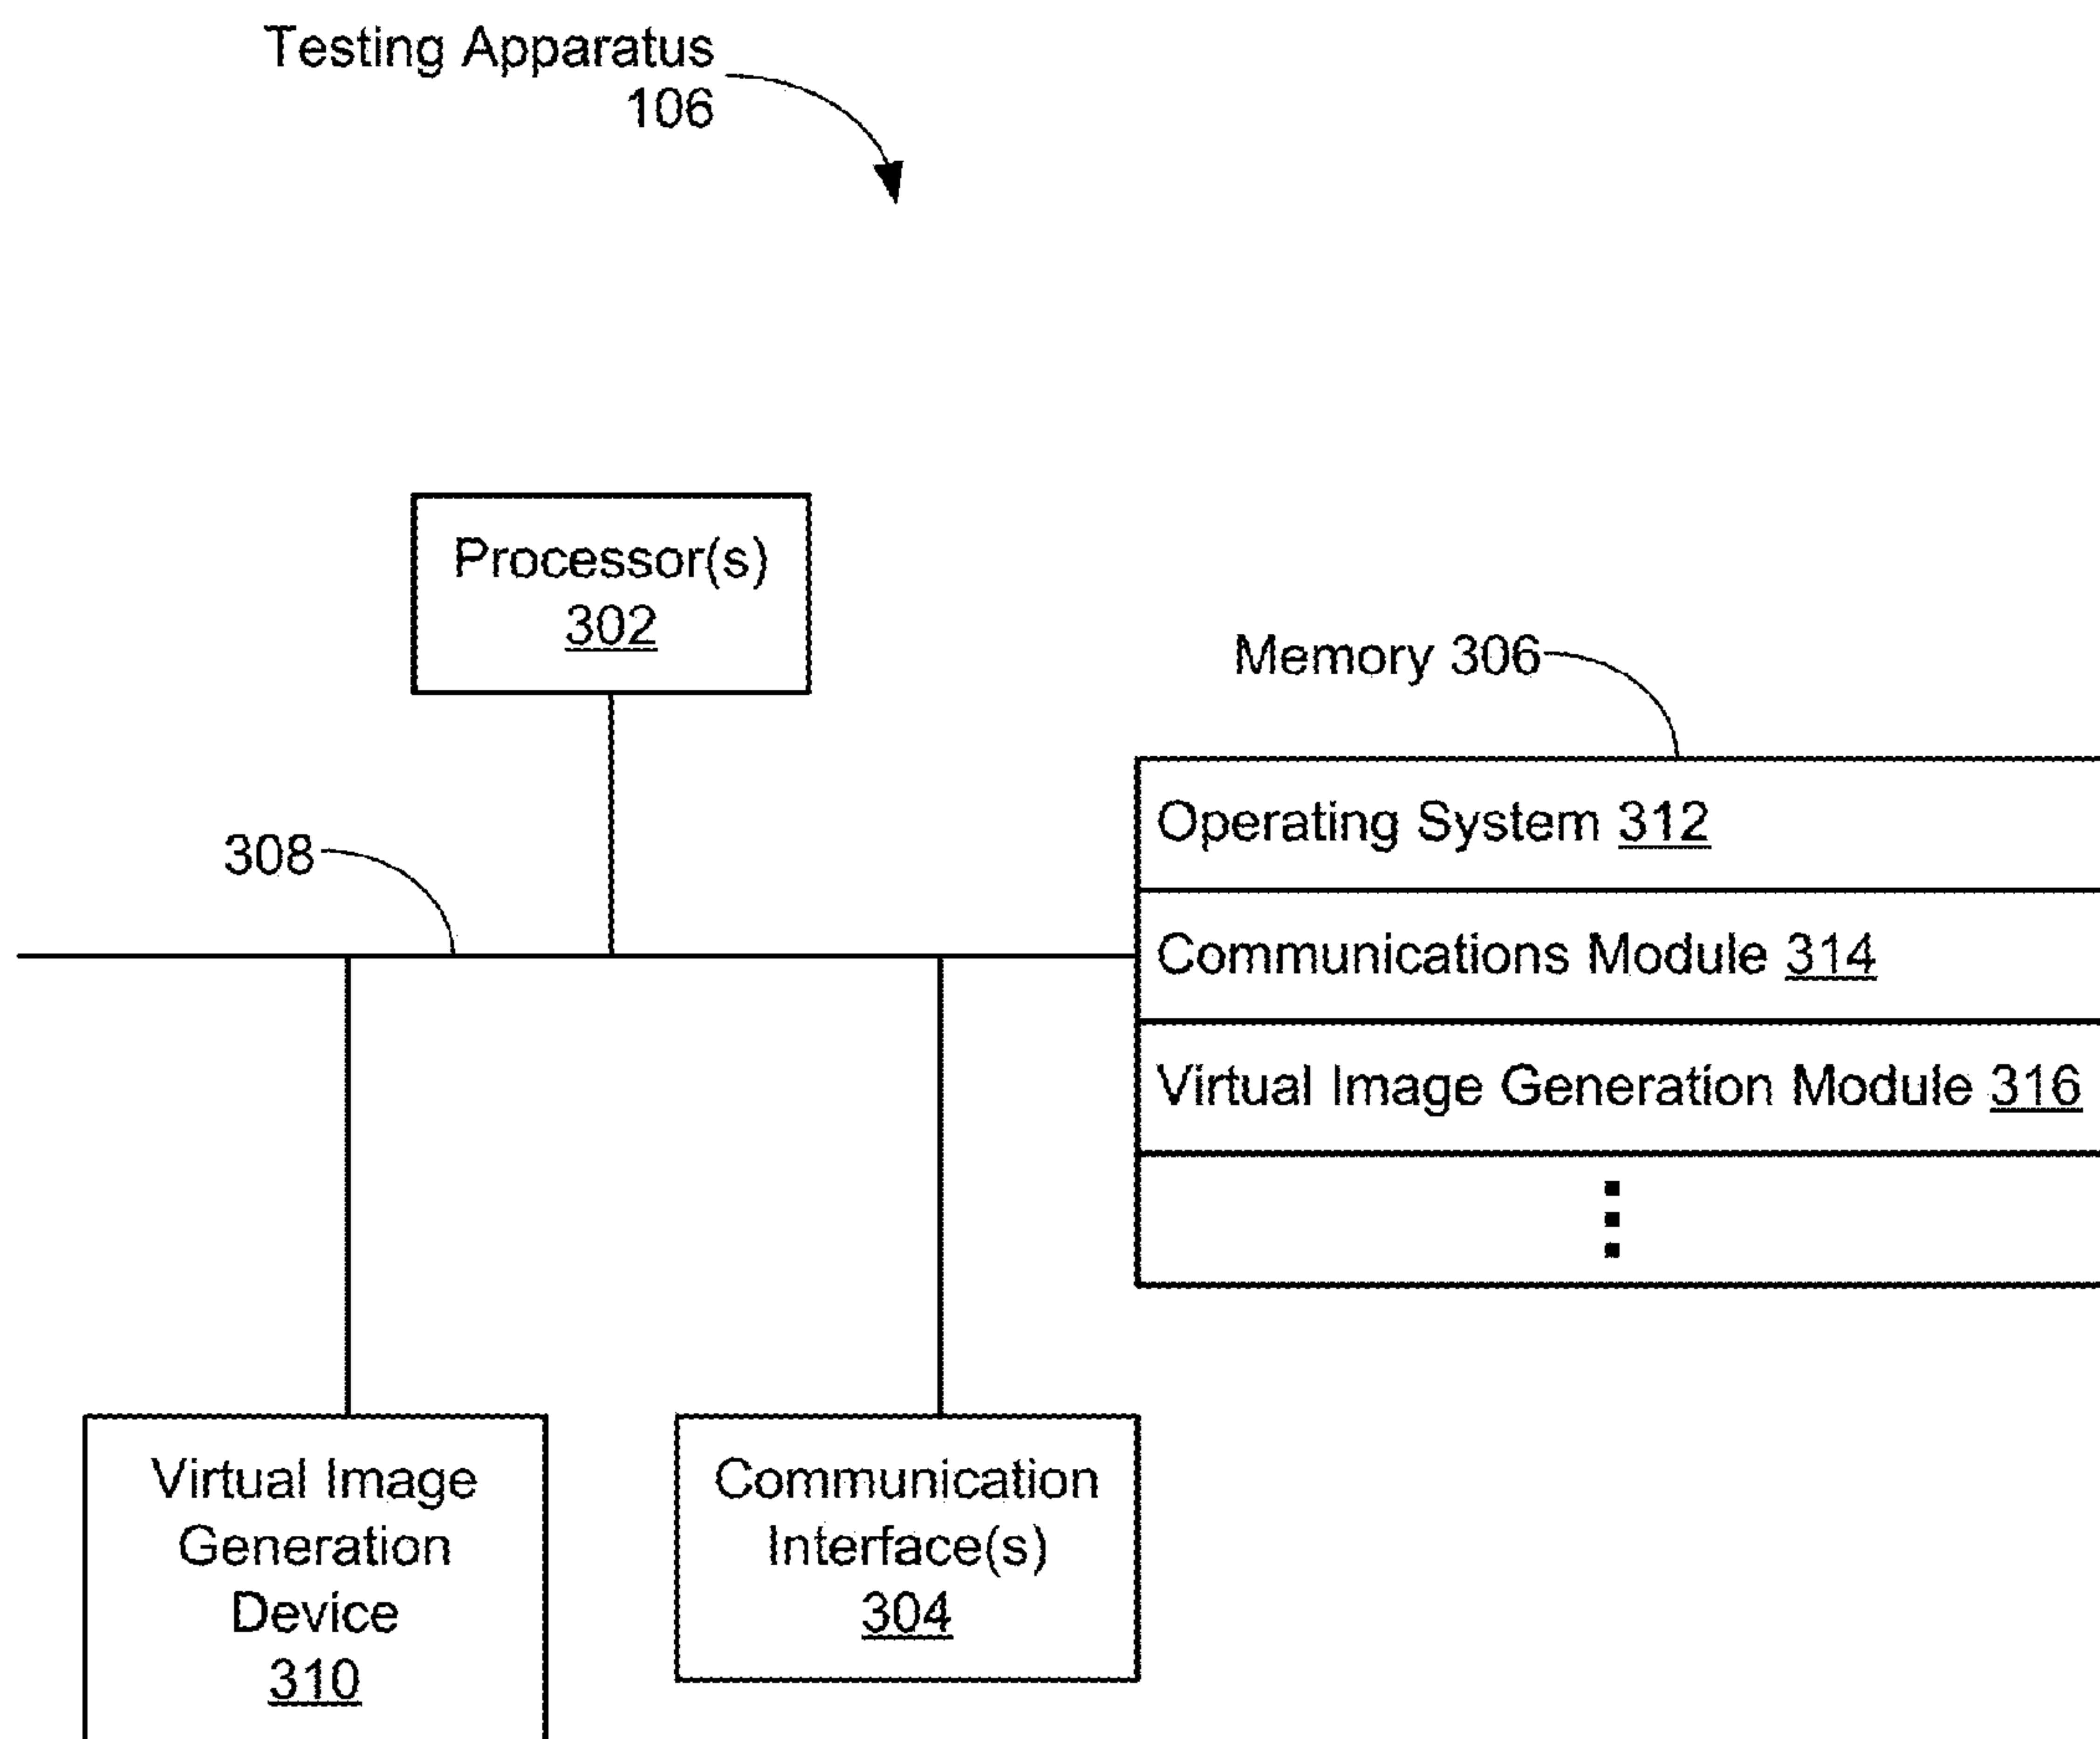 Testing Apparatus
106
Processor(s)
302
Memory 306
308
Operating System 312
Communications Module 314
Virtual Image Generation Module 316
Virtual Image
Generation
Device
310
Communication
Interface(s)
304